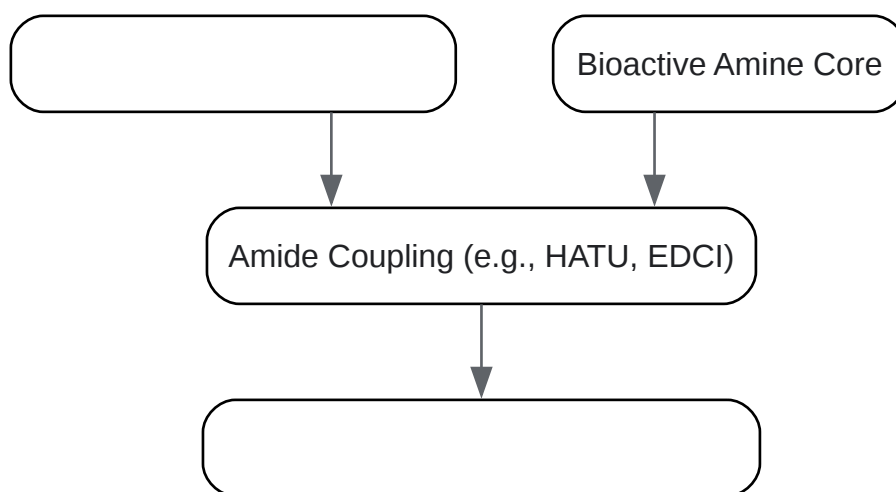 Bioactive Amine Core
Amide Coupling (e.g., HATU, EDCI)